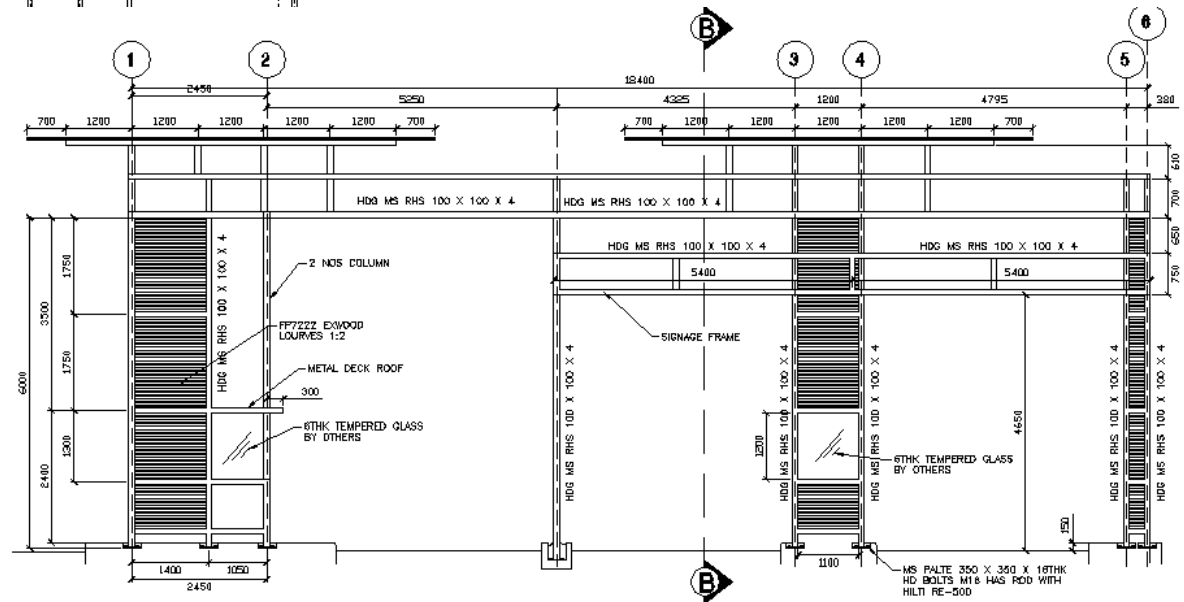 B
6
1
2
3
4
5
18400
2450
5250
4325
1200
4795
380
700
1200
1200
1200
1200
1200
700
700
1200
1200
1200
1200
1200
700
610
HDG MS RHS 100 X 100 X 4
HDG MS RHS 100 X 100 X 4
700
HDG MS RHS 100 X 100 X 4
HDG MS RHS 100 X 100 X 4
650
2 NOS COLUMN
5400
5400
750
1750
3500
HDG MS RHS 100 X 100 X 4
FP7222 EXWOOD
LOURVES 1:2
SIGNAGE FRAME
1750
6000
METAL DECK ROOF
300
HDG MS RHS 100 X 100 X 4
HDG MS RHS 100 X 100 X 4
HDG MS RHS 100 X 100 X 4
HDG MS RHS 100 X 100 X 4
HDG MS RHS 100 X 100 X 4
HDG MS RHS 100 X 100 X 4
4650
6THK TEMPERED GLASS
BY OTHERS
1300
1200
6THK TEMPERED GLASS
BY OTHERS
2400
150
1400
1050
1100
2450
B
MS PALTE 350 X 350 X 16THK
HD BOLTS M16 HAS ROD WITH
HILTI RE-500